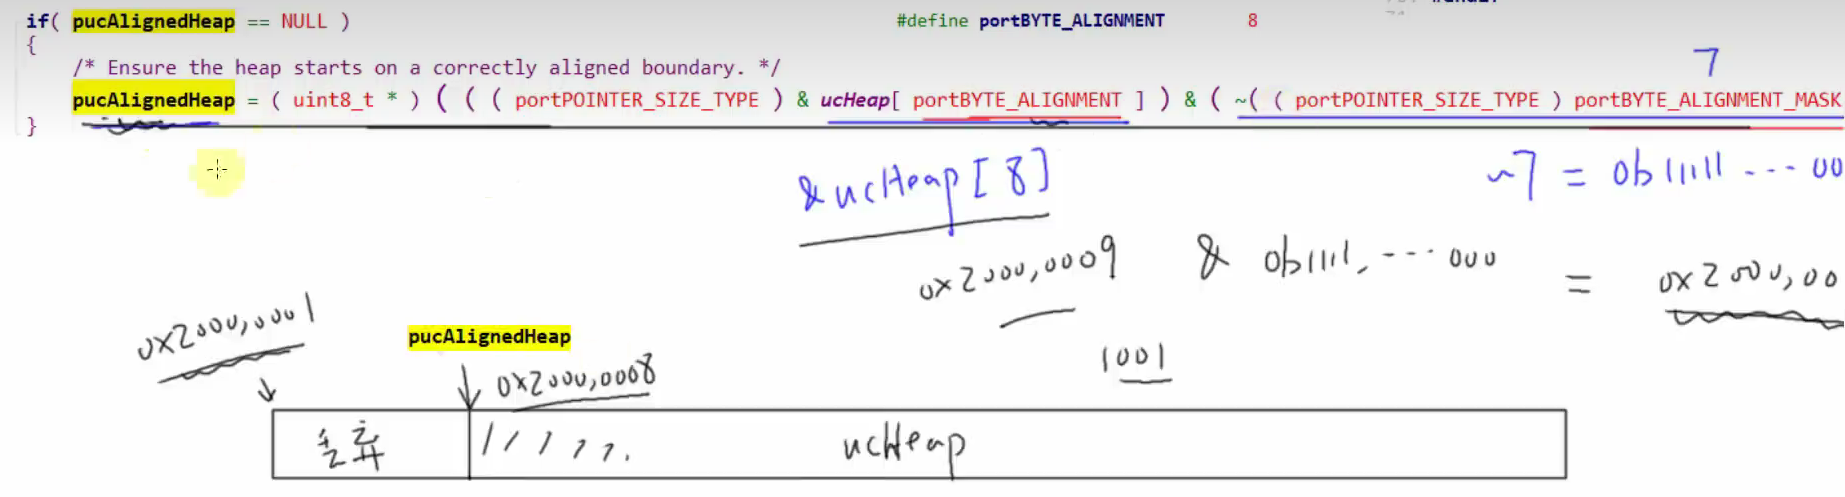 if( pucAlignedHeap == NULL ) #define portBYTE_ALIGNMENT 8
{
/* Ensure the heap starts on a correctly aligned boundary. */ 7
pucAlignedHeap = ( uint8_t * ) ( ( ( portPOINTER_SIZE_TYPE ) & ucHeap[ portBYTE_ALIGNMENT ] ) & ( ~( ( portPOINTER_SIZE_TYPE ) portBYTE_ALIGNMENT_MASK
}
&ucHeap[8] ~7 = 0b11111...00
0x2000,0009 & 0b1111,...000 = 0x2000,00
0x2000,0001 pucAlignedHeap 1001
0x2000,0008
丢弃 ucHeap